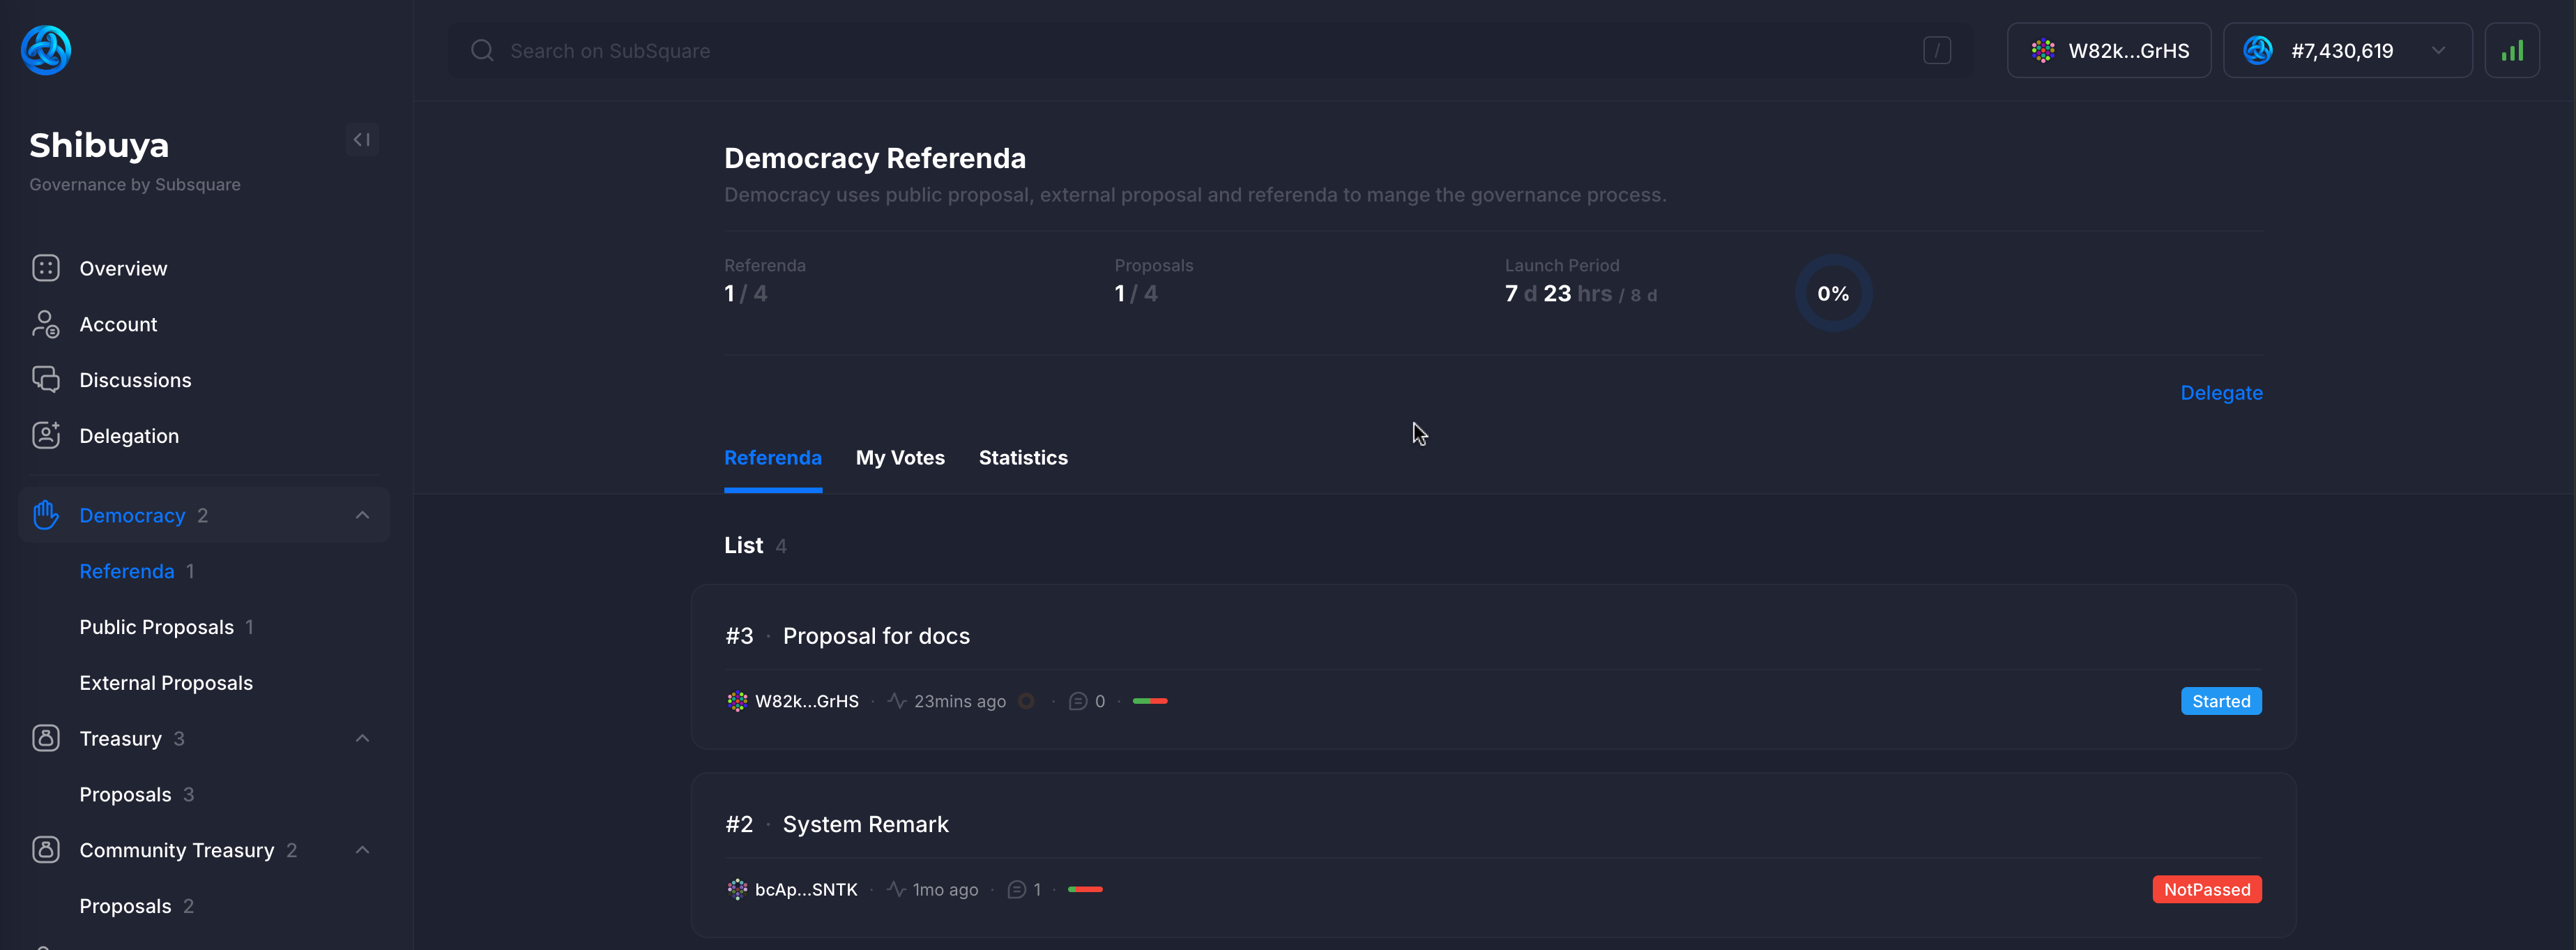 Search on SubSquare
/
W82k...GrHS
#7,430,619
Shibuya
Governance by Subsquare
Overview
Account
Discussions
Delegation
Democracy 2
Referenda 1
Public Proposals 1
External Proposals
Treasury 3
Proposals 3
Community Treasury 2
Proposals 2
Democracy Referenda
Democracy uses public proposal, external proposal and referenda to mange the governance process.
Referenda
1 / 4
Proposals
1 / 4
Launch Period
7 d 23 hrs / 8 d
0%
Delegate
Referenda My Votes Statistics
List 4
#3 · Proposal for docs
W82k...GrHS · 23mins ago · 0 ·
Started
#2 · System Remark
bcAp...SNTK · 1mo ago · 1 ·
NotPassed